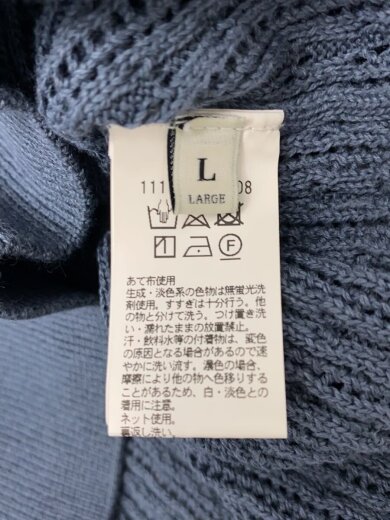 L
LARGE
111
08
F
あて布使用
生成・淡色系の色物は無蛍光洗
剤使用。すすぎは十分行う。他
の物と分けて洗う。つけ置き洗
い・濡れたままの放置禁止。
汗・飲料水等の付着物は、変色
の原因となる場合があるので速
やかに洗い流す。濃色の場合、
摩擦により他の物へ色移りする
ことがあるため、白・淡色との
着用に注意。
ネット使用。
裏返し洗い。